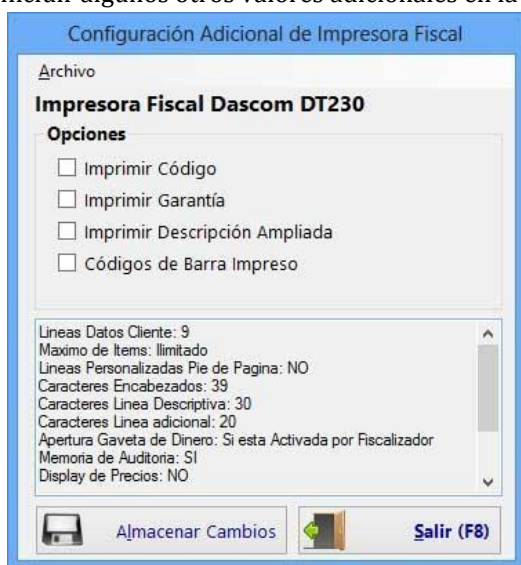 Configuración Adicional de Impresora Fiscal
Archivo
Impresora Fiscal Dascom DT230
Opciones
Imprimir Código
Imprimir Garantía
Imprimir Descripción Ampliada
Códigos de Barra Impreso
Lineas Datos Cliente: 9
Maximo de Items: Ilimitado
Lineas Personalizadas Pie de Pagina: NO
Caracteres Encabezados: 39
Caracteres Linea Descriptiva: 30
Caracteres Linea adicional: 20
Apertura Gaveta de Dinero: Si esta Activada por Fiscalizador
Memoria de Auditoria: SI
Display de Precios: NO
Almacenar Cambios
Salir (F8)